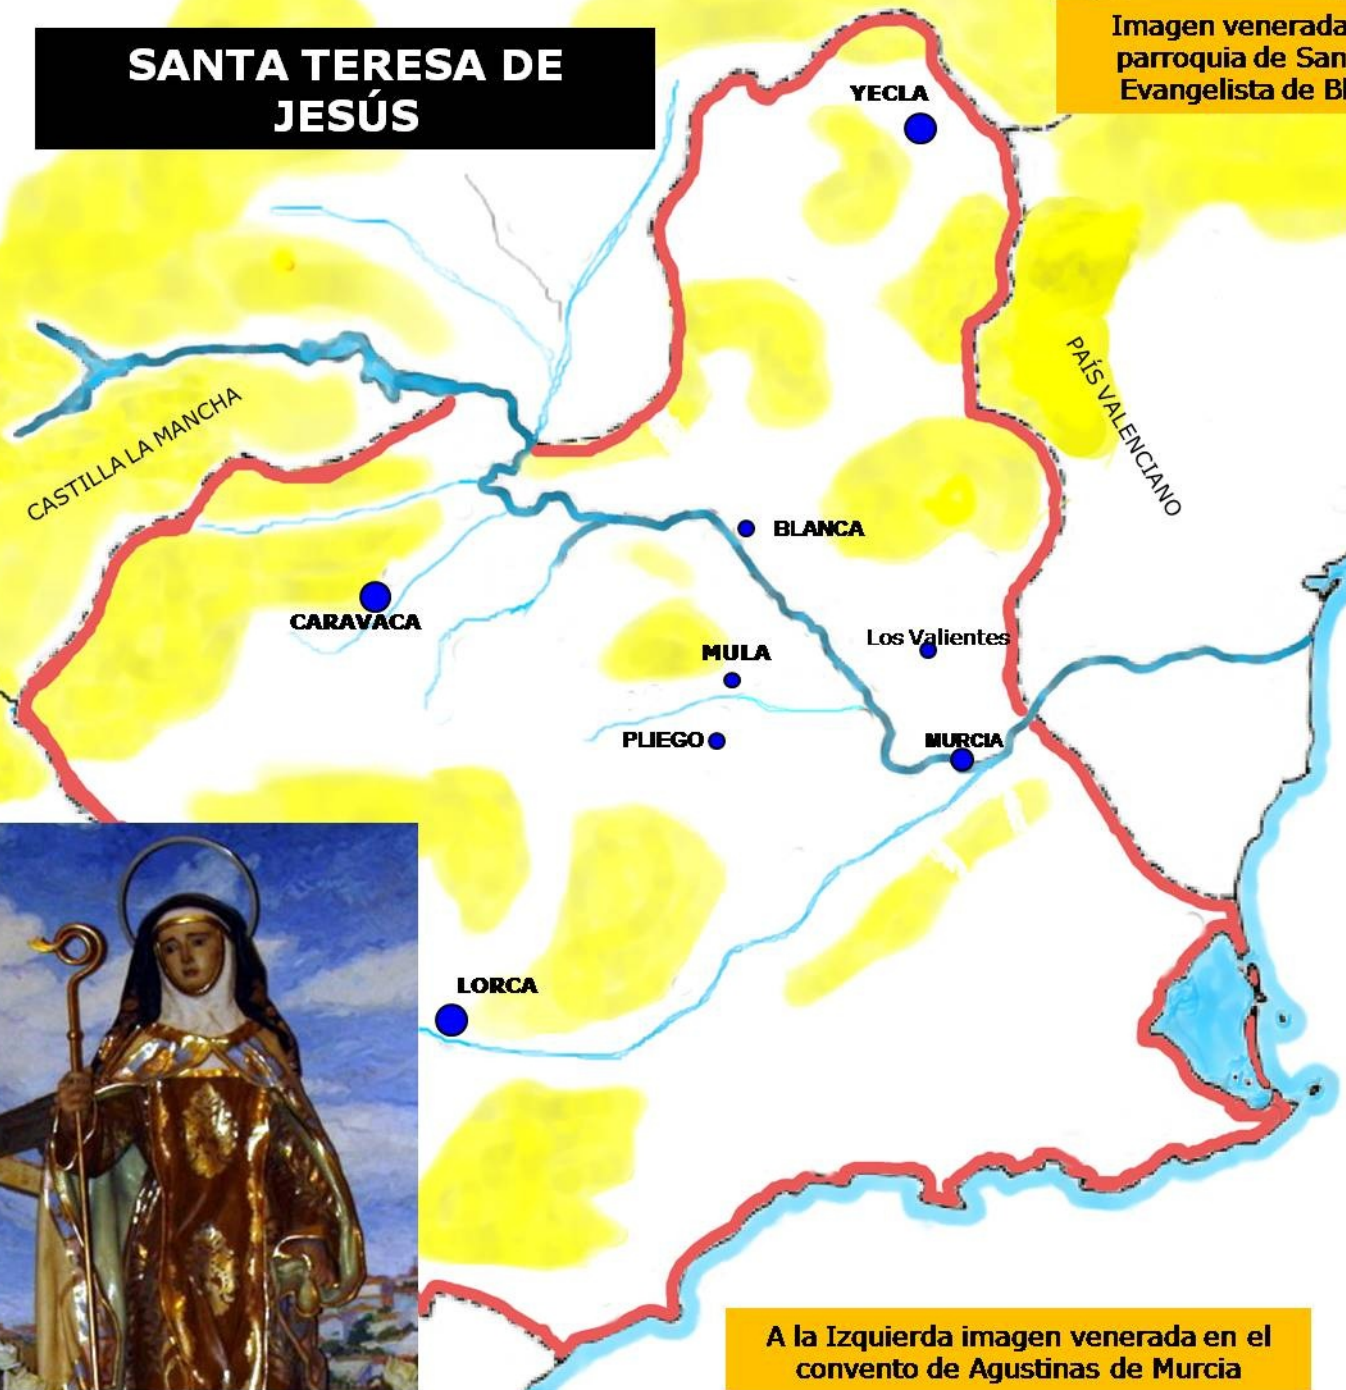 SANTA TERESA DE
JESÚS
Imagen venerada
parroquia de San
Evangelista de
YECLA
PAÍS VALENCIANO
CASTILLA LA MANCHA
BLANCA
CARAVACA
Los Valientes
MULA
PLIEGO
MURCIA
LORCA
A la Izquierda imagen venerada en el
convento de Agustinas de Murcia